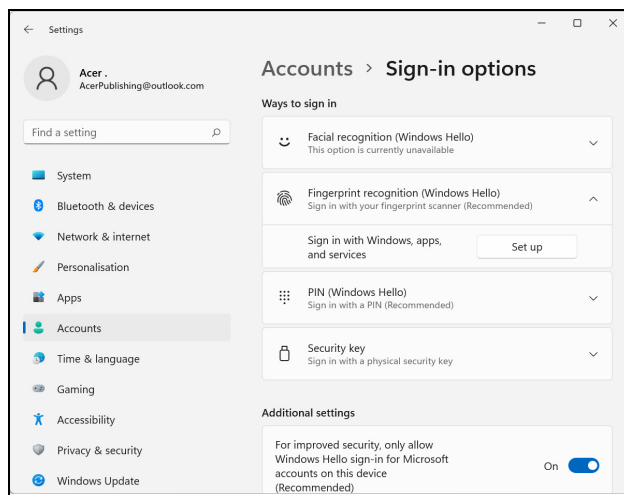 Settings
Acer .
AcerPublishing@outlook.com
Find a setting
System
Bluetooth & devices
Network & internet
Personalisation
Apps
Accounts
Time & language
Gaming
Accessibility
Privacy & security
Windows Update
Accounts > Sign-in options
Ways to sign in
Facial recognition (Windows Hello)
This option is currently unavailable
Fingerprint recognition (Windows Hello)
Sign in with your fingerprint scanner (Recommended)
Sign in with Windows, apps,
and services
Set up
PIN (Windows Hello)
Sign in with a PIN (Recommended)
Security key
Sign in with a physical security key
Additional settings
For improved security, only allow
Windows Hello sign-in for Microsoft
accounts on this device
(Recommended)
On